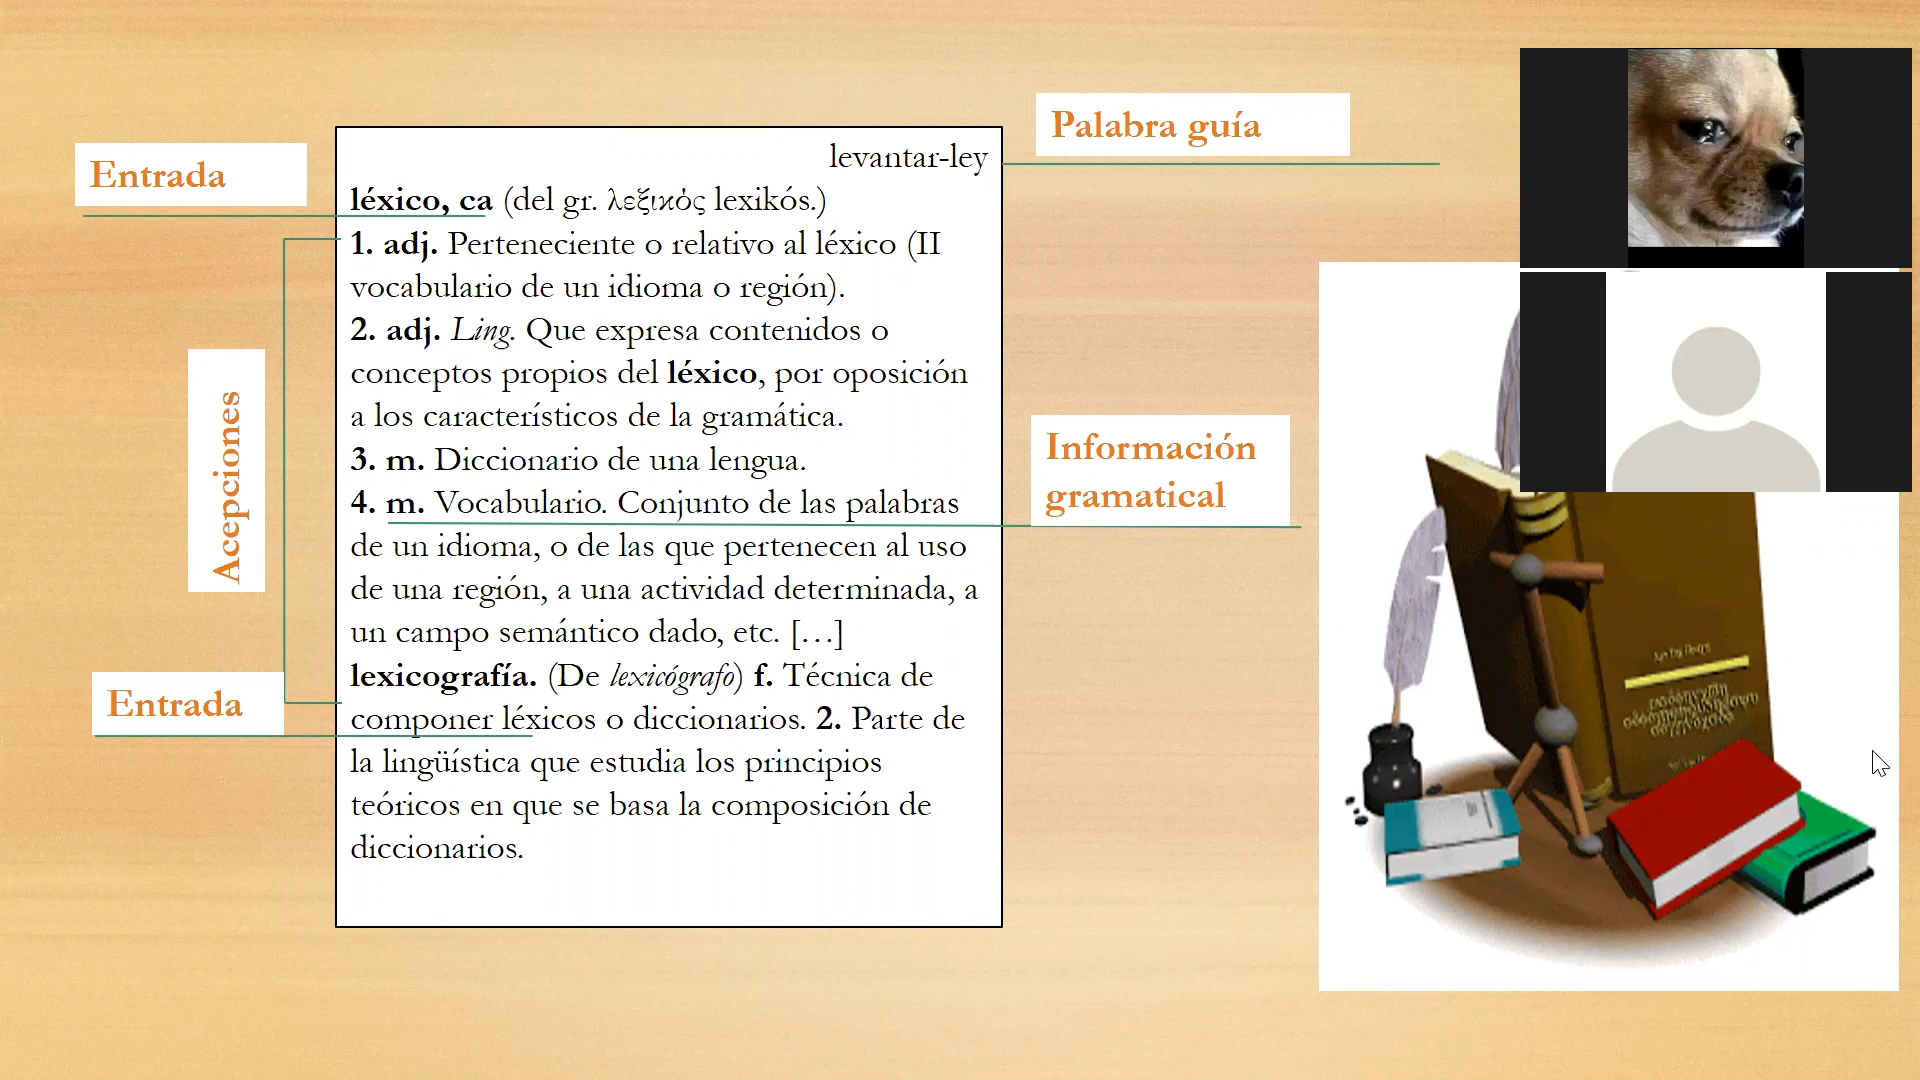 Palabra guía
Entrada
levantar-ley
léxico, ca (del gr. λεξικὀς lexikós.)
1. adj. Perteneciente o relativo al léxico (II
vocabulario de un idioma o región).
2. adj. Ling. Que expresa contenidos o
conceptos propios del léxico, por oposición
a los característicos de la gramática.
3. m. Diccionario de una lengua.
4. m. Vocabulario. Conjunto de las palabras
de un idioma, o de las que pertenecen al uso
de una región, a una actividad determinada, a
un campo semántico dado, etc. […]
lexicografía. (De lexicógrafo) f. Técnica de
componer léxicos o diccionarios. 2. Parte de
la lingüística que estudia los principios
teóricos en que se basa la composición de
diccionarios.
Acepciones
Información
gramatical
Entrada